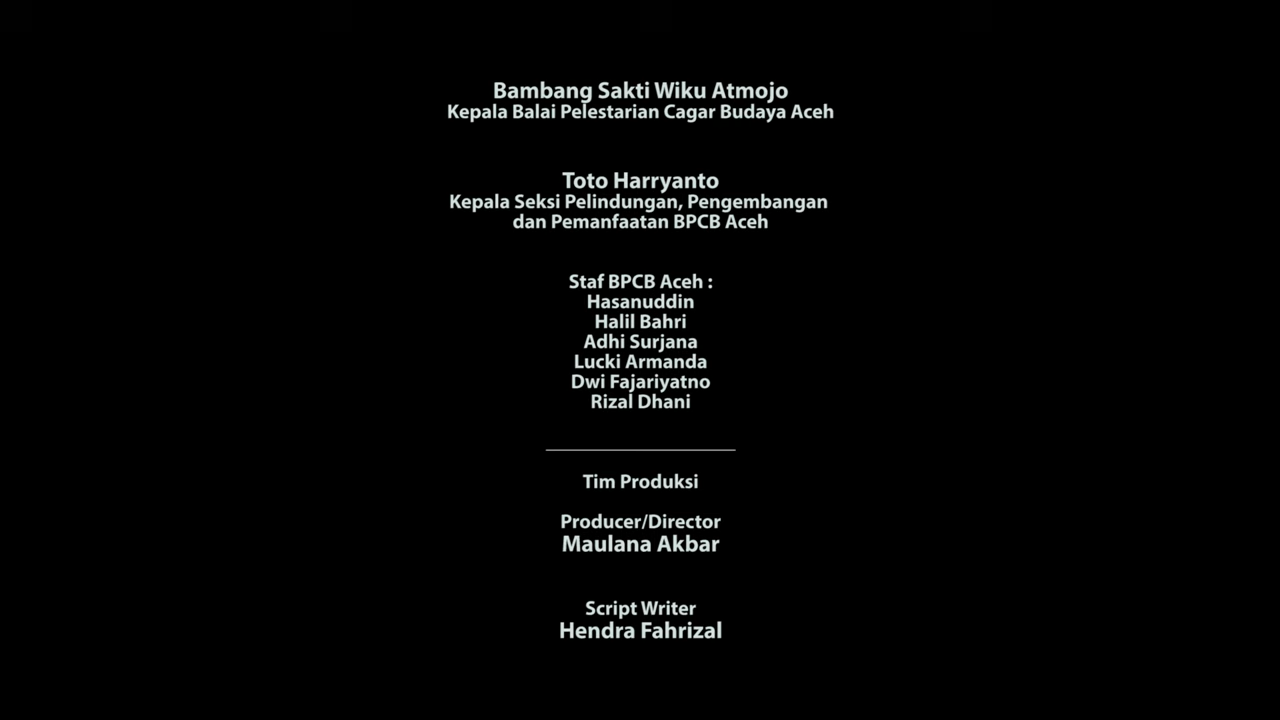 Bambang Sakti Wiku Atmojo
Kepala Balai Pelestarian Cagar Budaya Aceh
Toto Harryanto
Kepala Seksi Pelindungan, Pengembangan
dan Pemanfaatan BPCB Aceh
Staf BPCB Aceh :
Hasanuddin
Halil Bahri
Adhi Surjana
Lucki Armanda
Dwi Fajariyatno
Rizal Dhani
Tim Produksi
Producer/Director
Maulana Akbar
Script Writer
Hendra Fahrizal